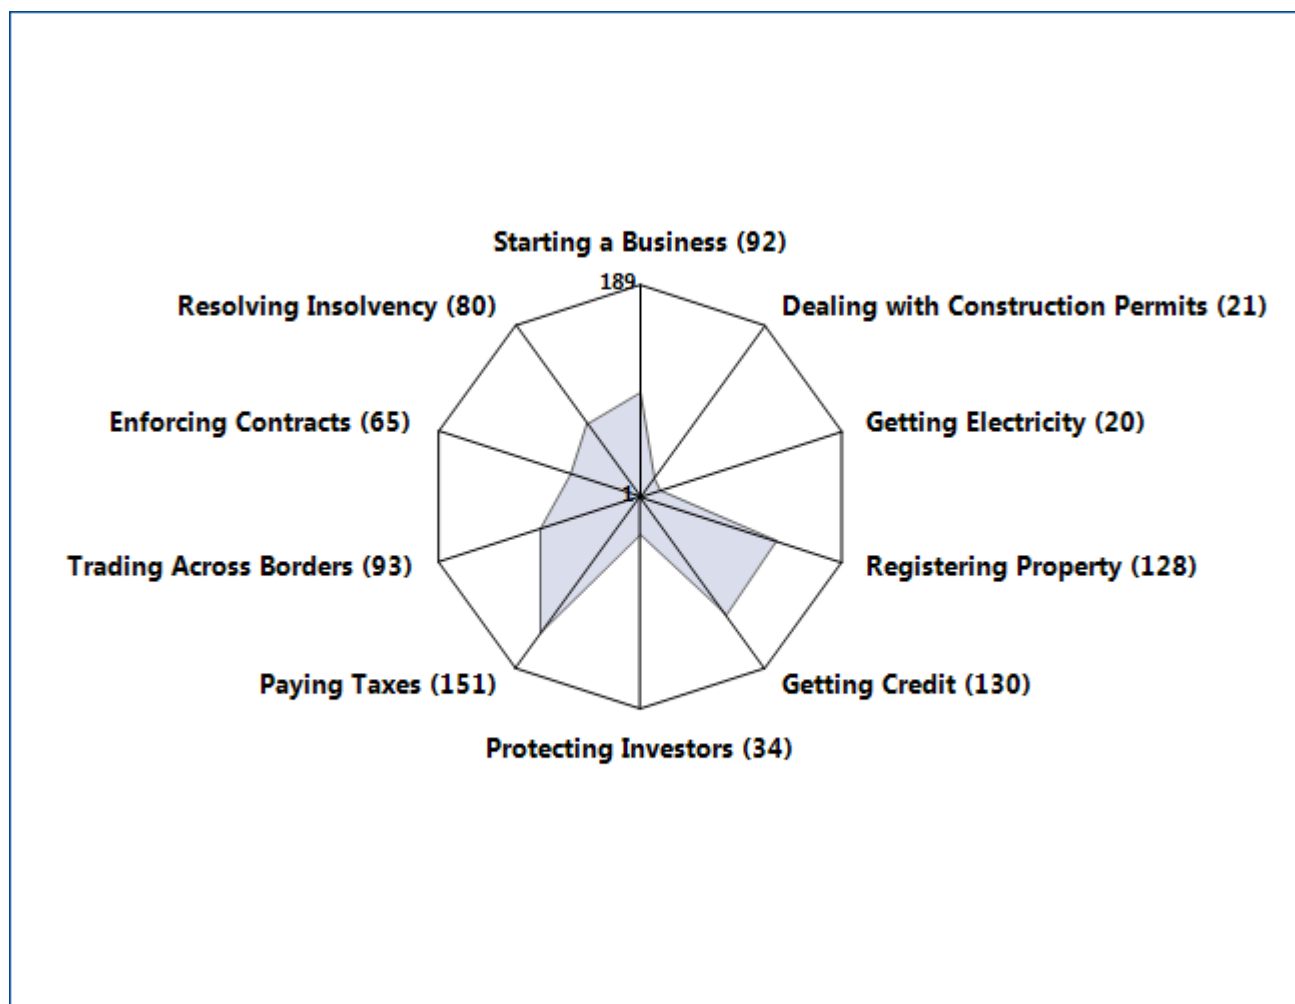 Starting a Business (92)
189
Resolving Insolvency (80)
Dealing with Construction Permits (21)
Enforcing Contracts (65)
Getting Electricity (20)
1
Trading Across Borders (93)
Registering Property (128)
Paying Taxes (151)
Getting Credit (130)
Protecting Investors (34)